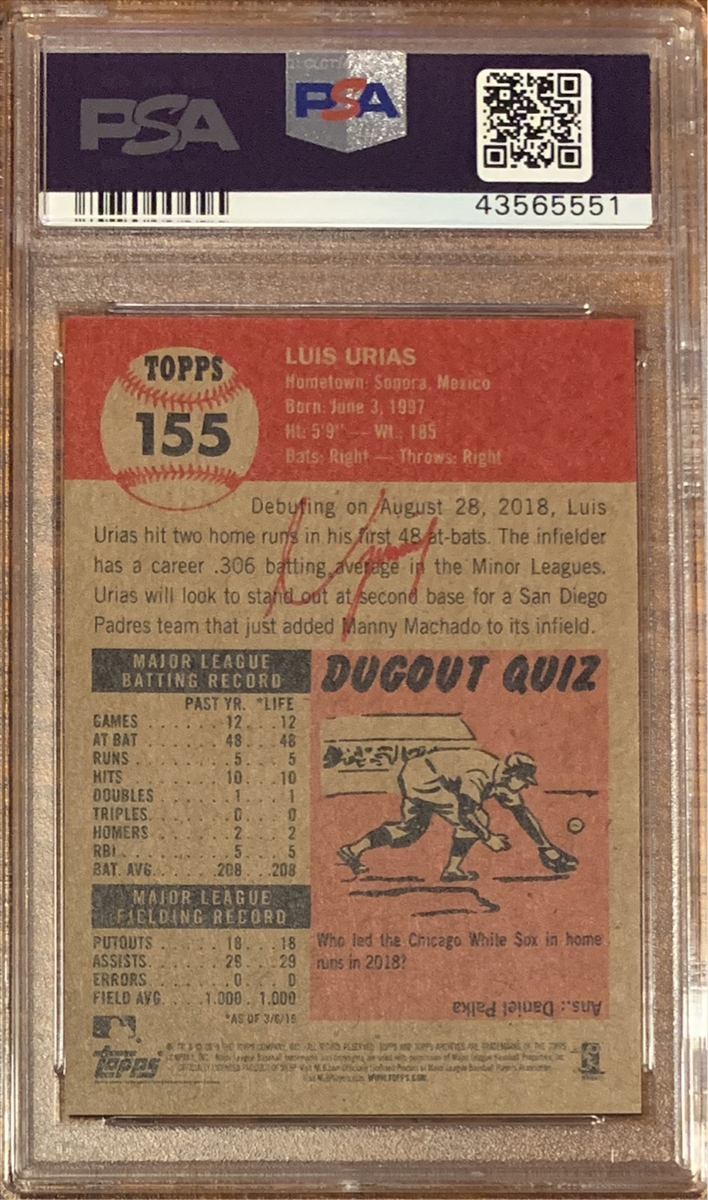 PSA
PSA
43565551
TOPPS
155
LUIS URIAS
Hometown: Sonora, Mexico
Born: June 3, 1997
Ht: 5'9" — Wt.: 185
Bats: Right — Throws: Right
Debuting on August 28, 2018, Luis
Urias hit two home runs in his first 48 at-bats. The infielder
has a career .306 batting average in the Minor Leagues.
Urias will look to stand out at second base for a San Diego
Padres team that just added Manny Machado to its infield.
MAJOR LEAGUE
BATTING RECORD
PAST YR. *LIFE
GAMES 12 12
AT BAT 48 48
RUNS 5 5
HITS 10 10
DOUBLES 1 1
TRIPLES 0 0
HOMERS 2 2
RBI 5 5
BAT. AVG. .208 .208
MAJOR LEAGUE
FIELDING RECORD
PUTOUTS 18 18
ASSISTS 29 29
ERRORS 0 0
FIELD AVG. 1.000 1.000
*AS OF 3/6/19
DUGOUT QUIZ
Who led the Chicago White Sox in home
runs in 2018?
Ans.: Daniel Palka
Topps
WWW.TOPPS.COM